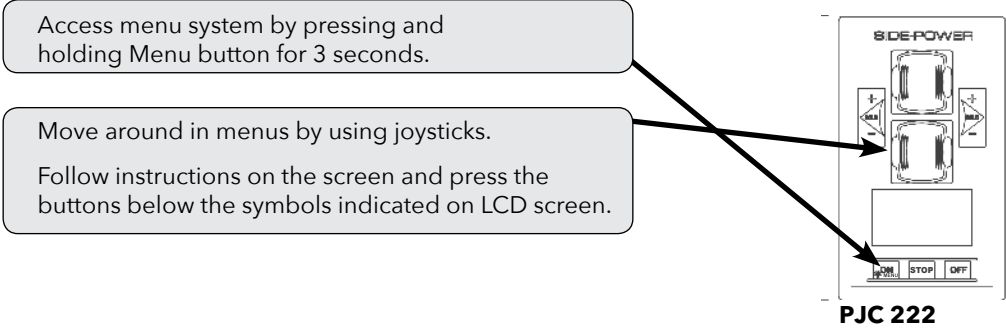 Access menu system by pressing and
holding Menu button for 3 seconds.
Move around in menus by using joysticks.
Follow instructions on the screen and press the
buttons below the symbols indicated on LCD screen.
SIDE-POWER
+
+
HOLD
HOLD
-
-
ON
MENU
STOP
OFF
PJC 222